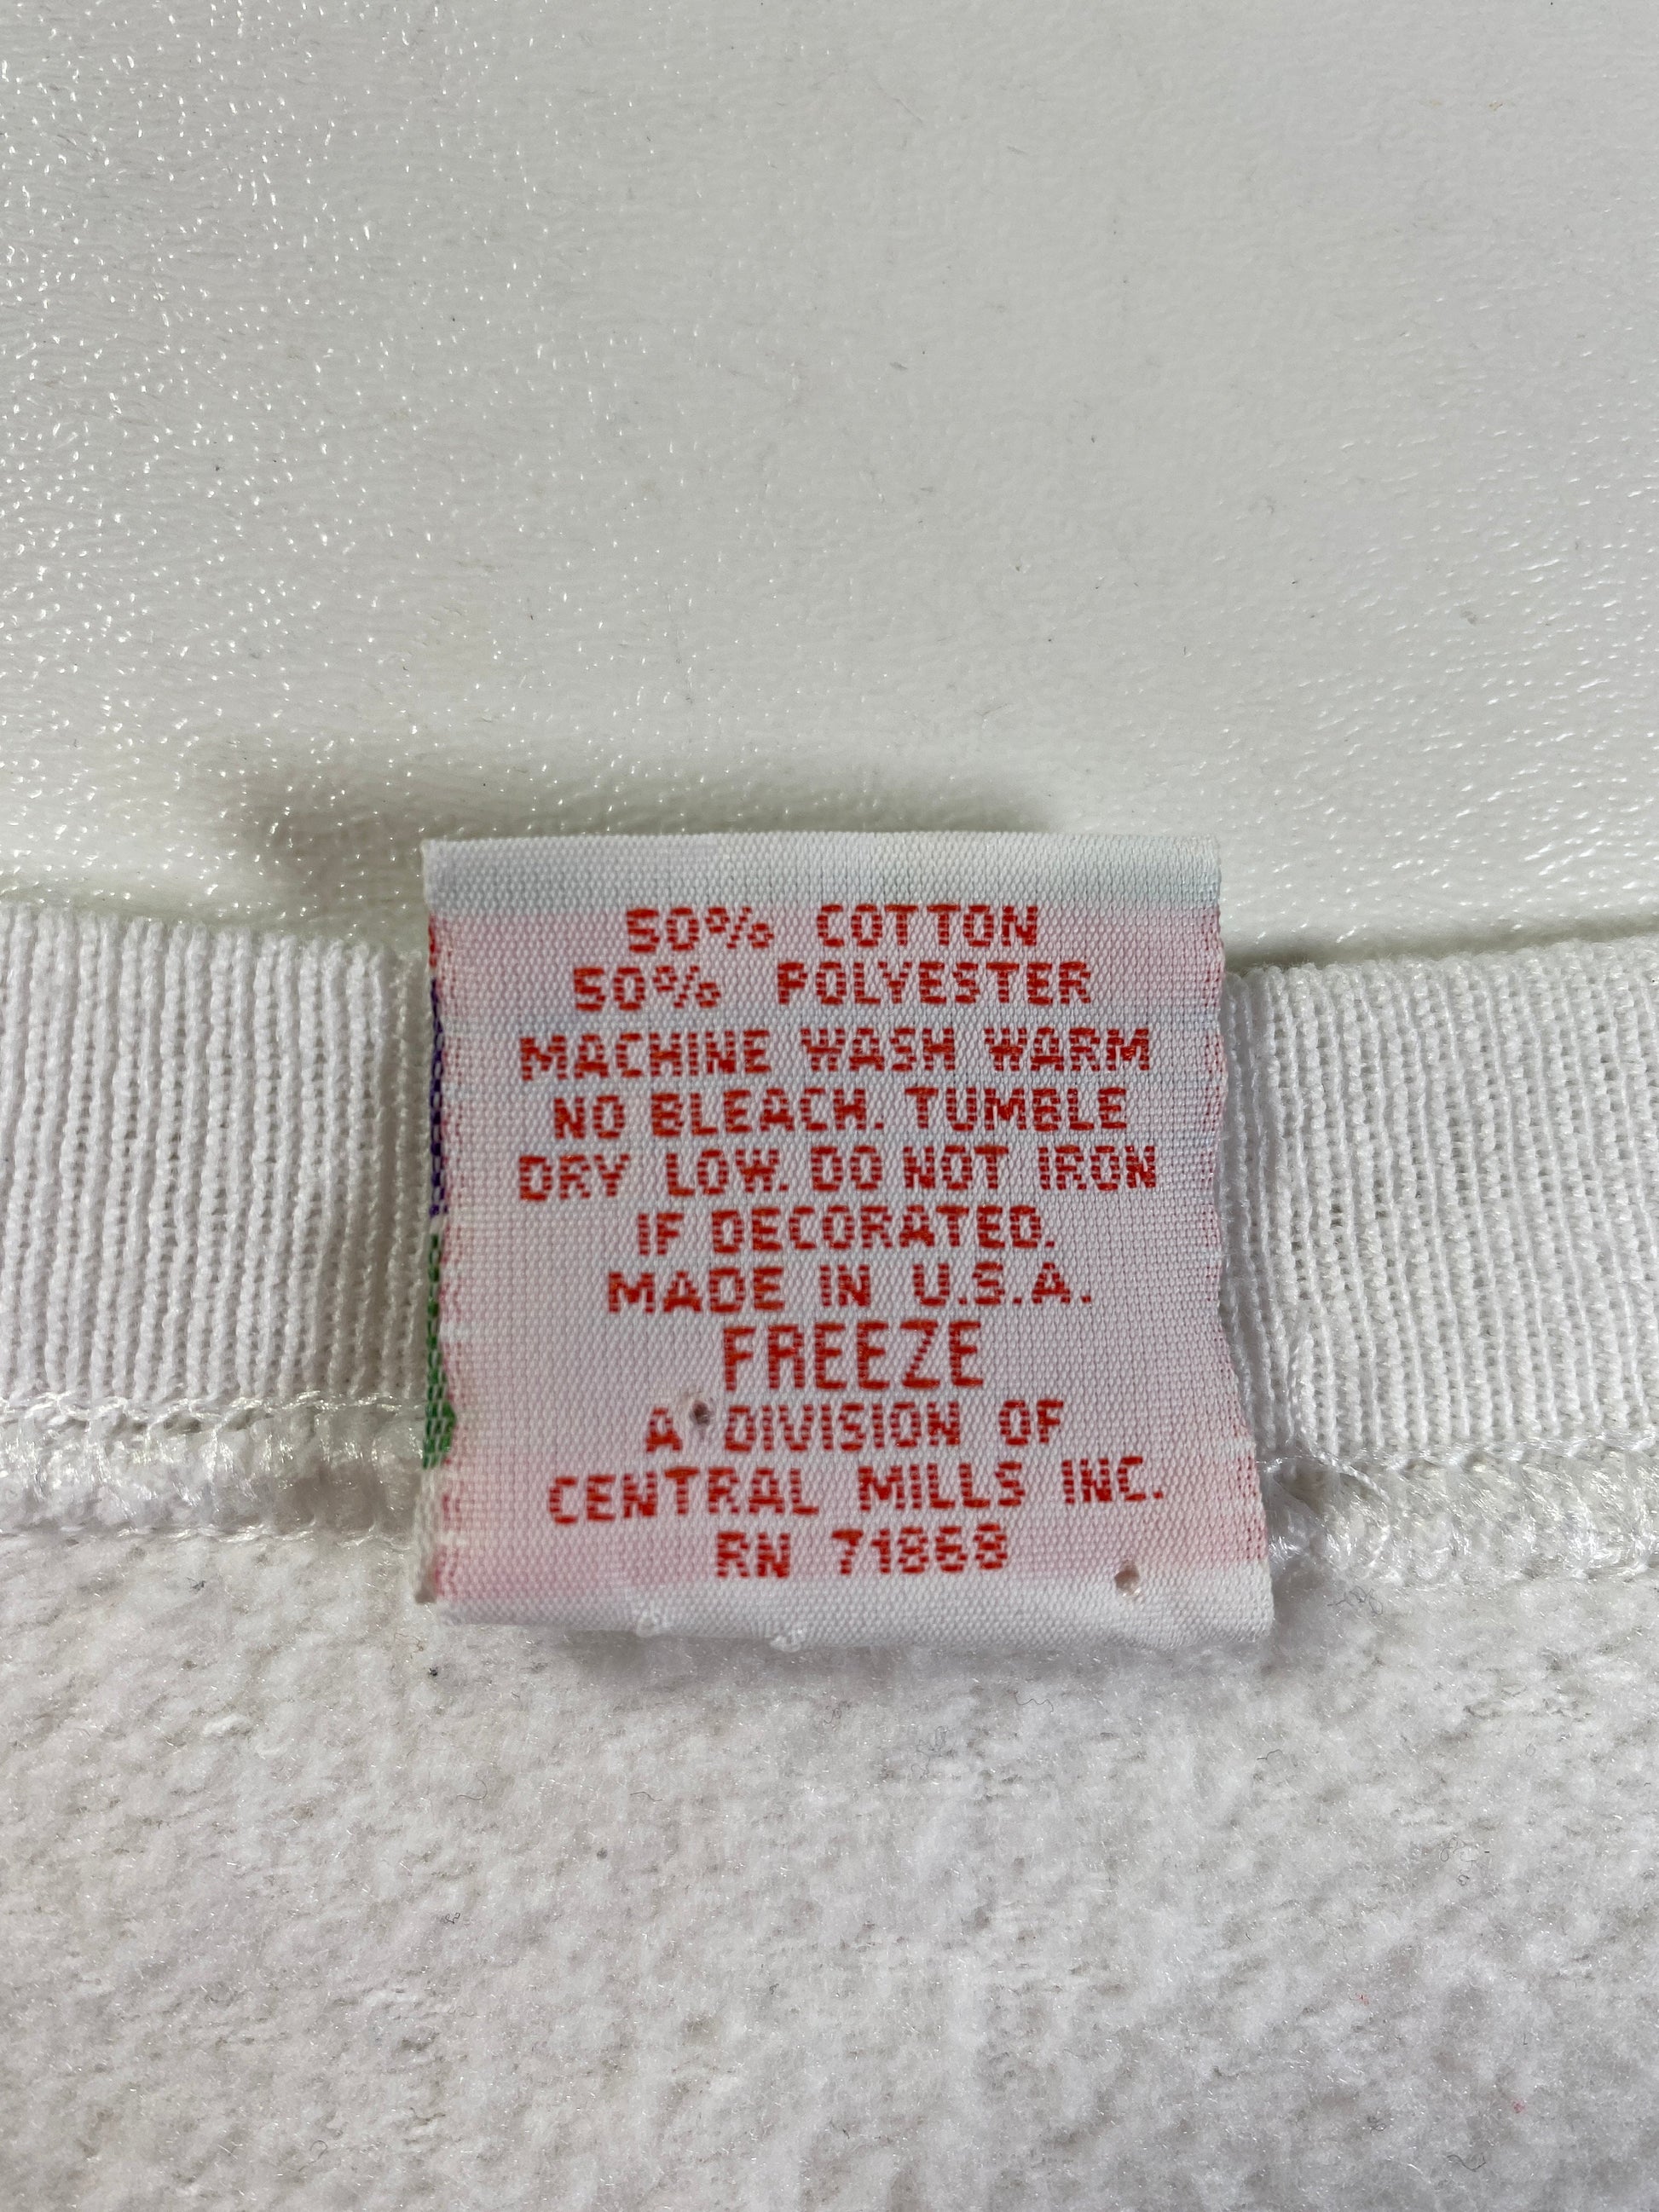 50% COTTON
50% POLYESTER
MACHINE WASH WARM
NO BLEACH. TUMBLE
DRY LOW. DO NOT IRON
IF DECORATED.
MADE IN U.S.A.
FREEZE
A DIVISION OF
CENTRAL MILLS INC.
RN 71868